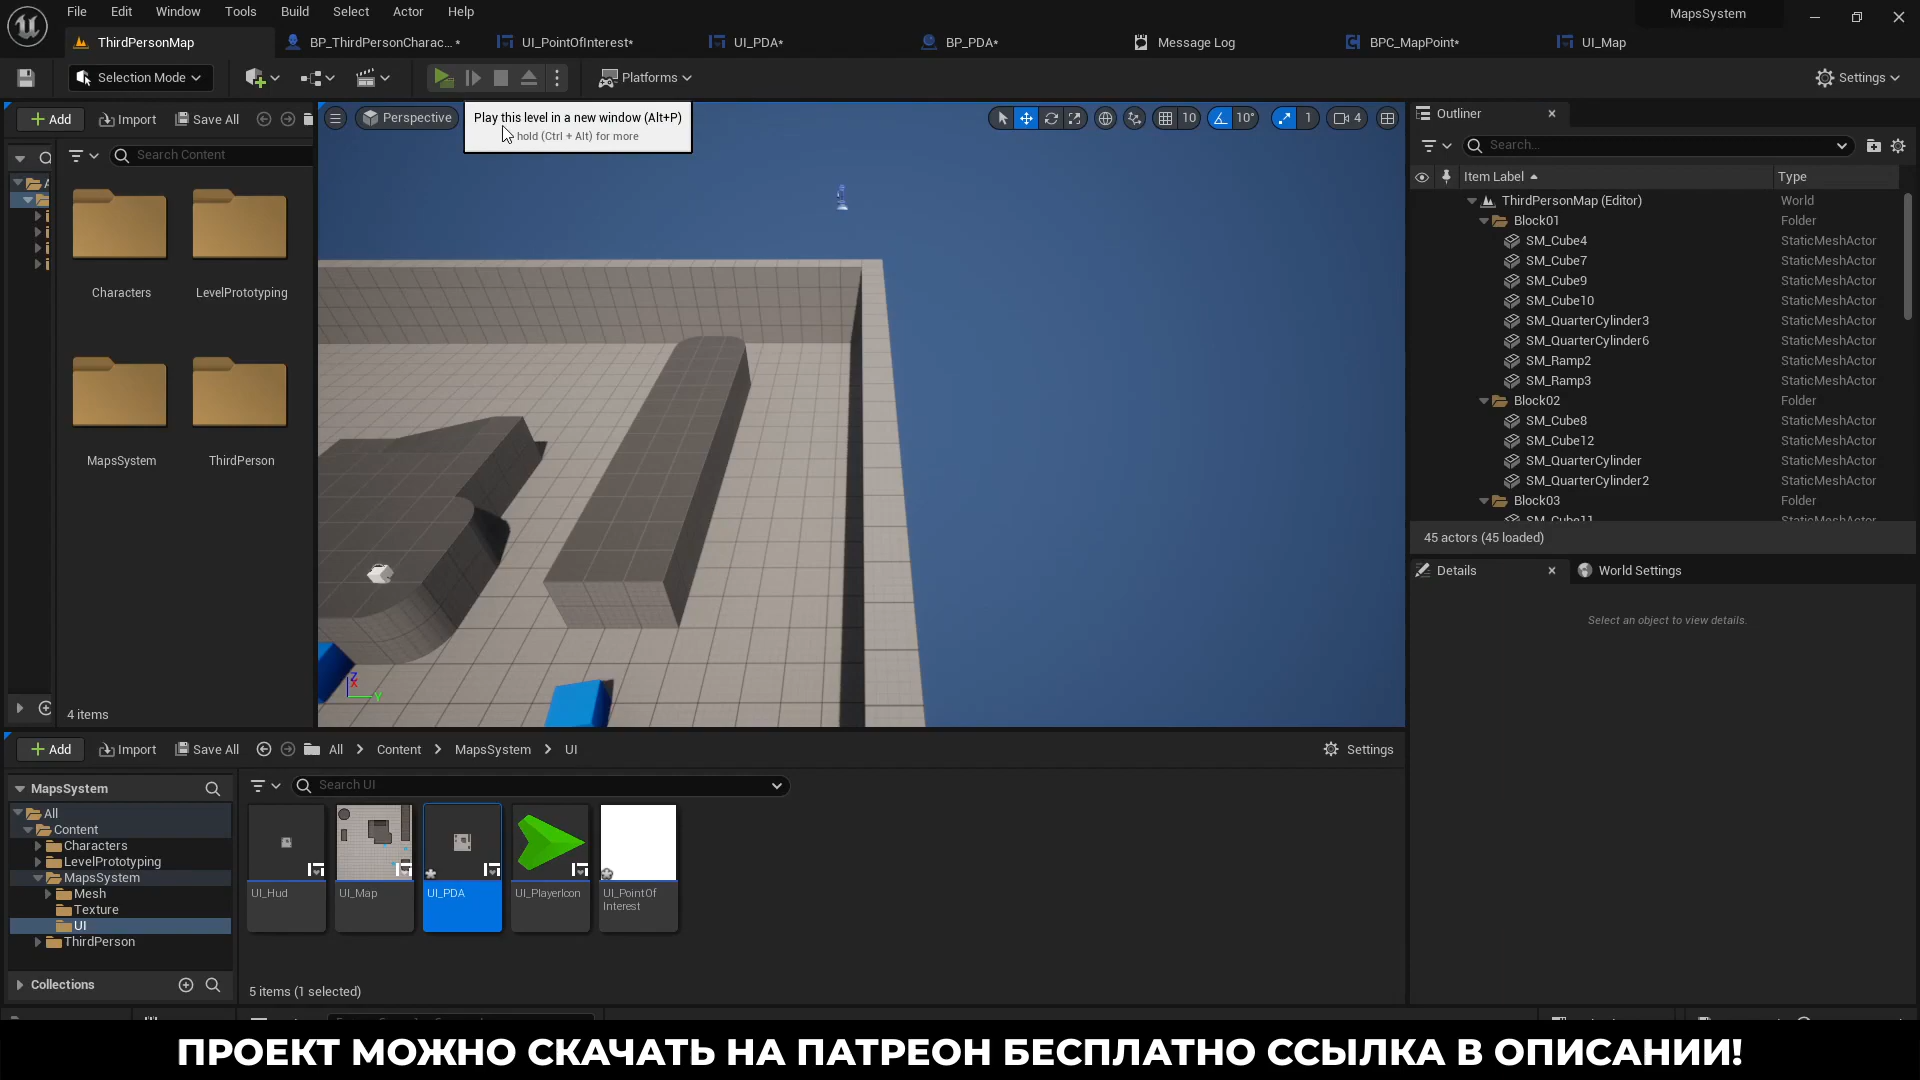 File Edit Window Tools Build Select Actor Help
MapsSystem
ThirdPersonMap
BP_ThirdPersonCharac...*
UI_PointOfInterest*
UI_PDA*
BP_PDA*
Message Log
BPC_MapPoint*
UI_Map
Selection Mode
Platforms
Settings
Add Import Save All
Search Content
Characters
LevelPrototyping
MapsSystem
ThirdPerson
4 items
Perspective
Play this level in a new window (Alt+P)
hold (Ctrl + Alt) for more
10
10°
1
4
Z
Y
Outliner
Search...
Item Label
Type
ThirdPersonMap (Editor) World
Block01 Folder
SM_Cube4 StaticMeshActor
SM_Cube7 StaticMeshActor
SM_Cube9 StaticMeshActor
SM_Cube10 StaticMeshActor
SM_QuarterCylinder3 StaticMeshActor
SM_QuarterCylinder6 StaticMeshActor
SM_Ramp2 StaticMeshActor
SM_Ramp3 StaticMeshActor
Block02 Folder
SM_Cube8 StaticMeshActor
SM_Cube12 StaticMeshActor
SM_QuarterCylinder StaticMeshActor
SM_QuarterCylinder2 StaticMeshActor
Block03 Folder
SM_Cube11 StaticMeshActor
45 actors (45 loaded)
Details
World Settings
Select an object to view details.
Add Import Save All
All Content MapsSystem UI
Settings
MapsSystem
All
Content
Characters
LevelPrototyping
MapsSystem
Mesh
Texture
UI
ThirdPerson
Collections
Search UI
UI_Hud
UI_Map
UI_PDA
UI_PlayerIcon
UI_PointOf
Interest
5 items (1 selected)
ПРОЕКТ МОЖНО СКАЧАТЬ НА ПАТРЕОН БЕСПЛАТНО ССЫЛКА В ОПИСАНИИ!